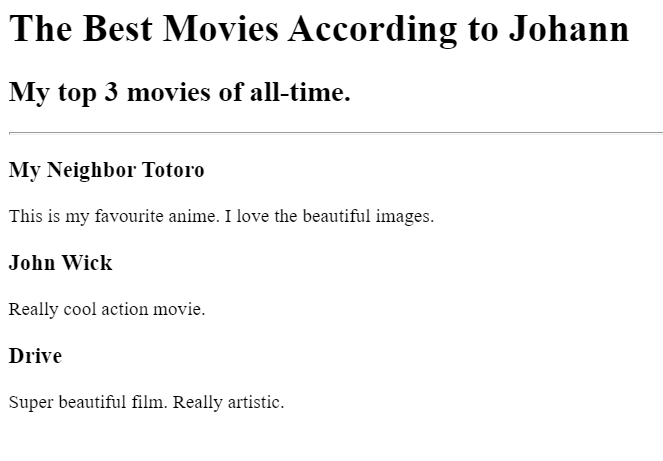 The Best Movies According to Johann
My top 3 movies of all-time.
My Neighbor Totoro
This is my favourite anime. I love the beautiful images.
John Wick
Really cool action movie.
Drive
Super beautiful film. Really artistic.